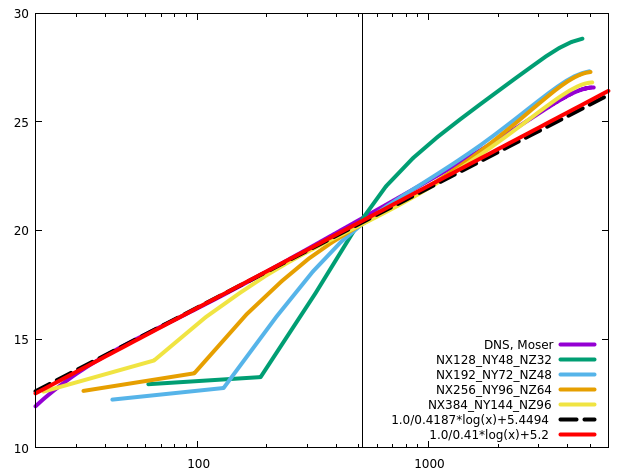 30
25
20
15
10
100
1000
DNS, Moser
NX128_NY48_NZ32
NX192_NY72_NZ48
NX256_NY96_NZ64
NX384_NY144_NZ96
1.0/0.4187*log(x)+5.4494
1.0/0.41*log(x)+5.2